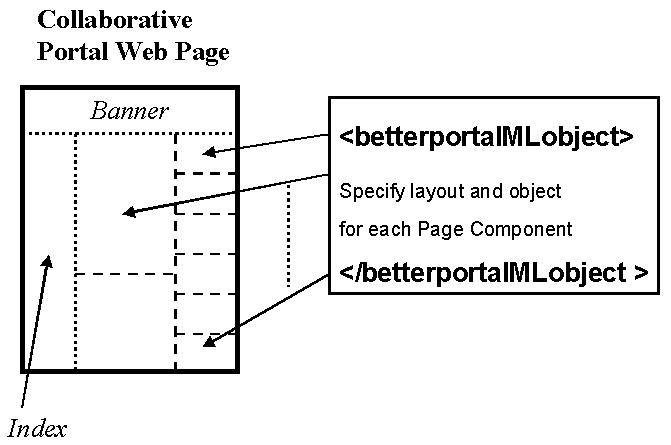 Collaborative
Portal Web Page
Banner
<betterportalMLobject>
Specify layout and object
for each Page Component
</betterportalMLobject >
Index